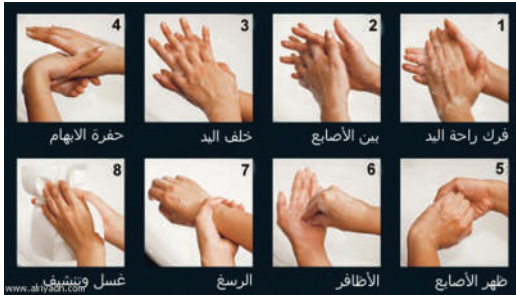 1
فرك راحة اليد
2
بين الأصابع
3
خلف اليد
4
حفرة الابهام
5
ظهر الأصابع
6
الأظافر
7
الرسغ
8
غسل وتنشيف
www.alriyadh.com